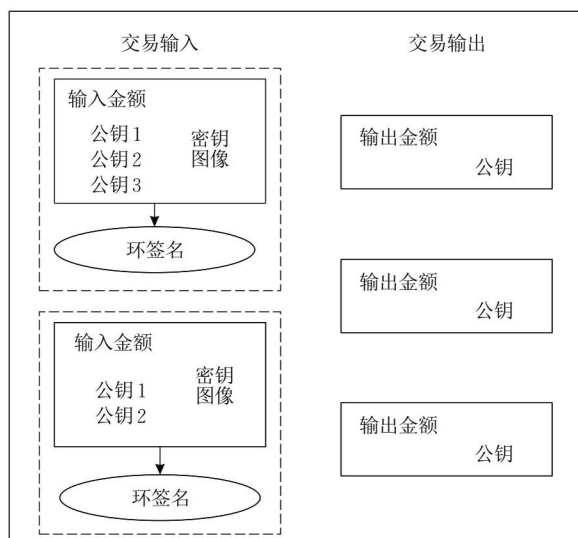 交易输入
输入金额
公钥1
公钥2
公钥3
密钥
图像
环签名
输入金额
公钥1
公钥2
密钥
图像
环签名
交易输出
输出金额
公钥
输出金额
公钥
输出金额
公钥